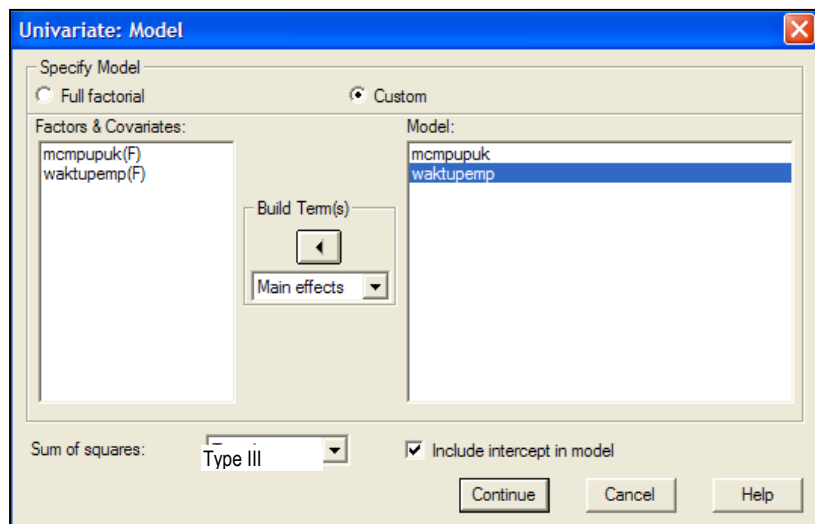 Univariate: Model
Specify Model
Full factorial
Custom
Factors & Covariates:
Model:
mcmpupuk(F)
waktupemp(F)
mcmpupuk
waktupemp
Build Term(s)
Main effects
Sum of squares:
Type III
Include intercept in model
Continue
Cancel
Help